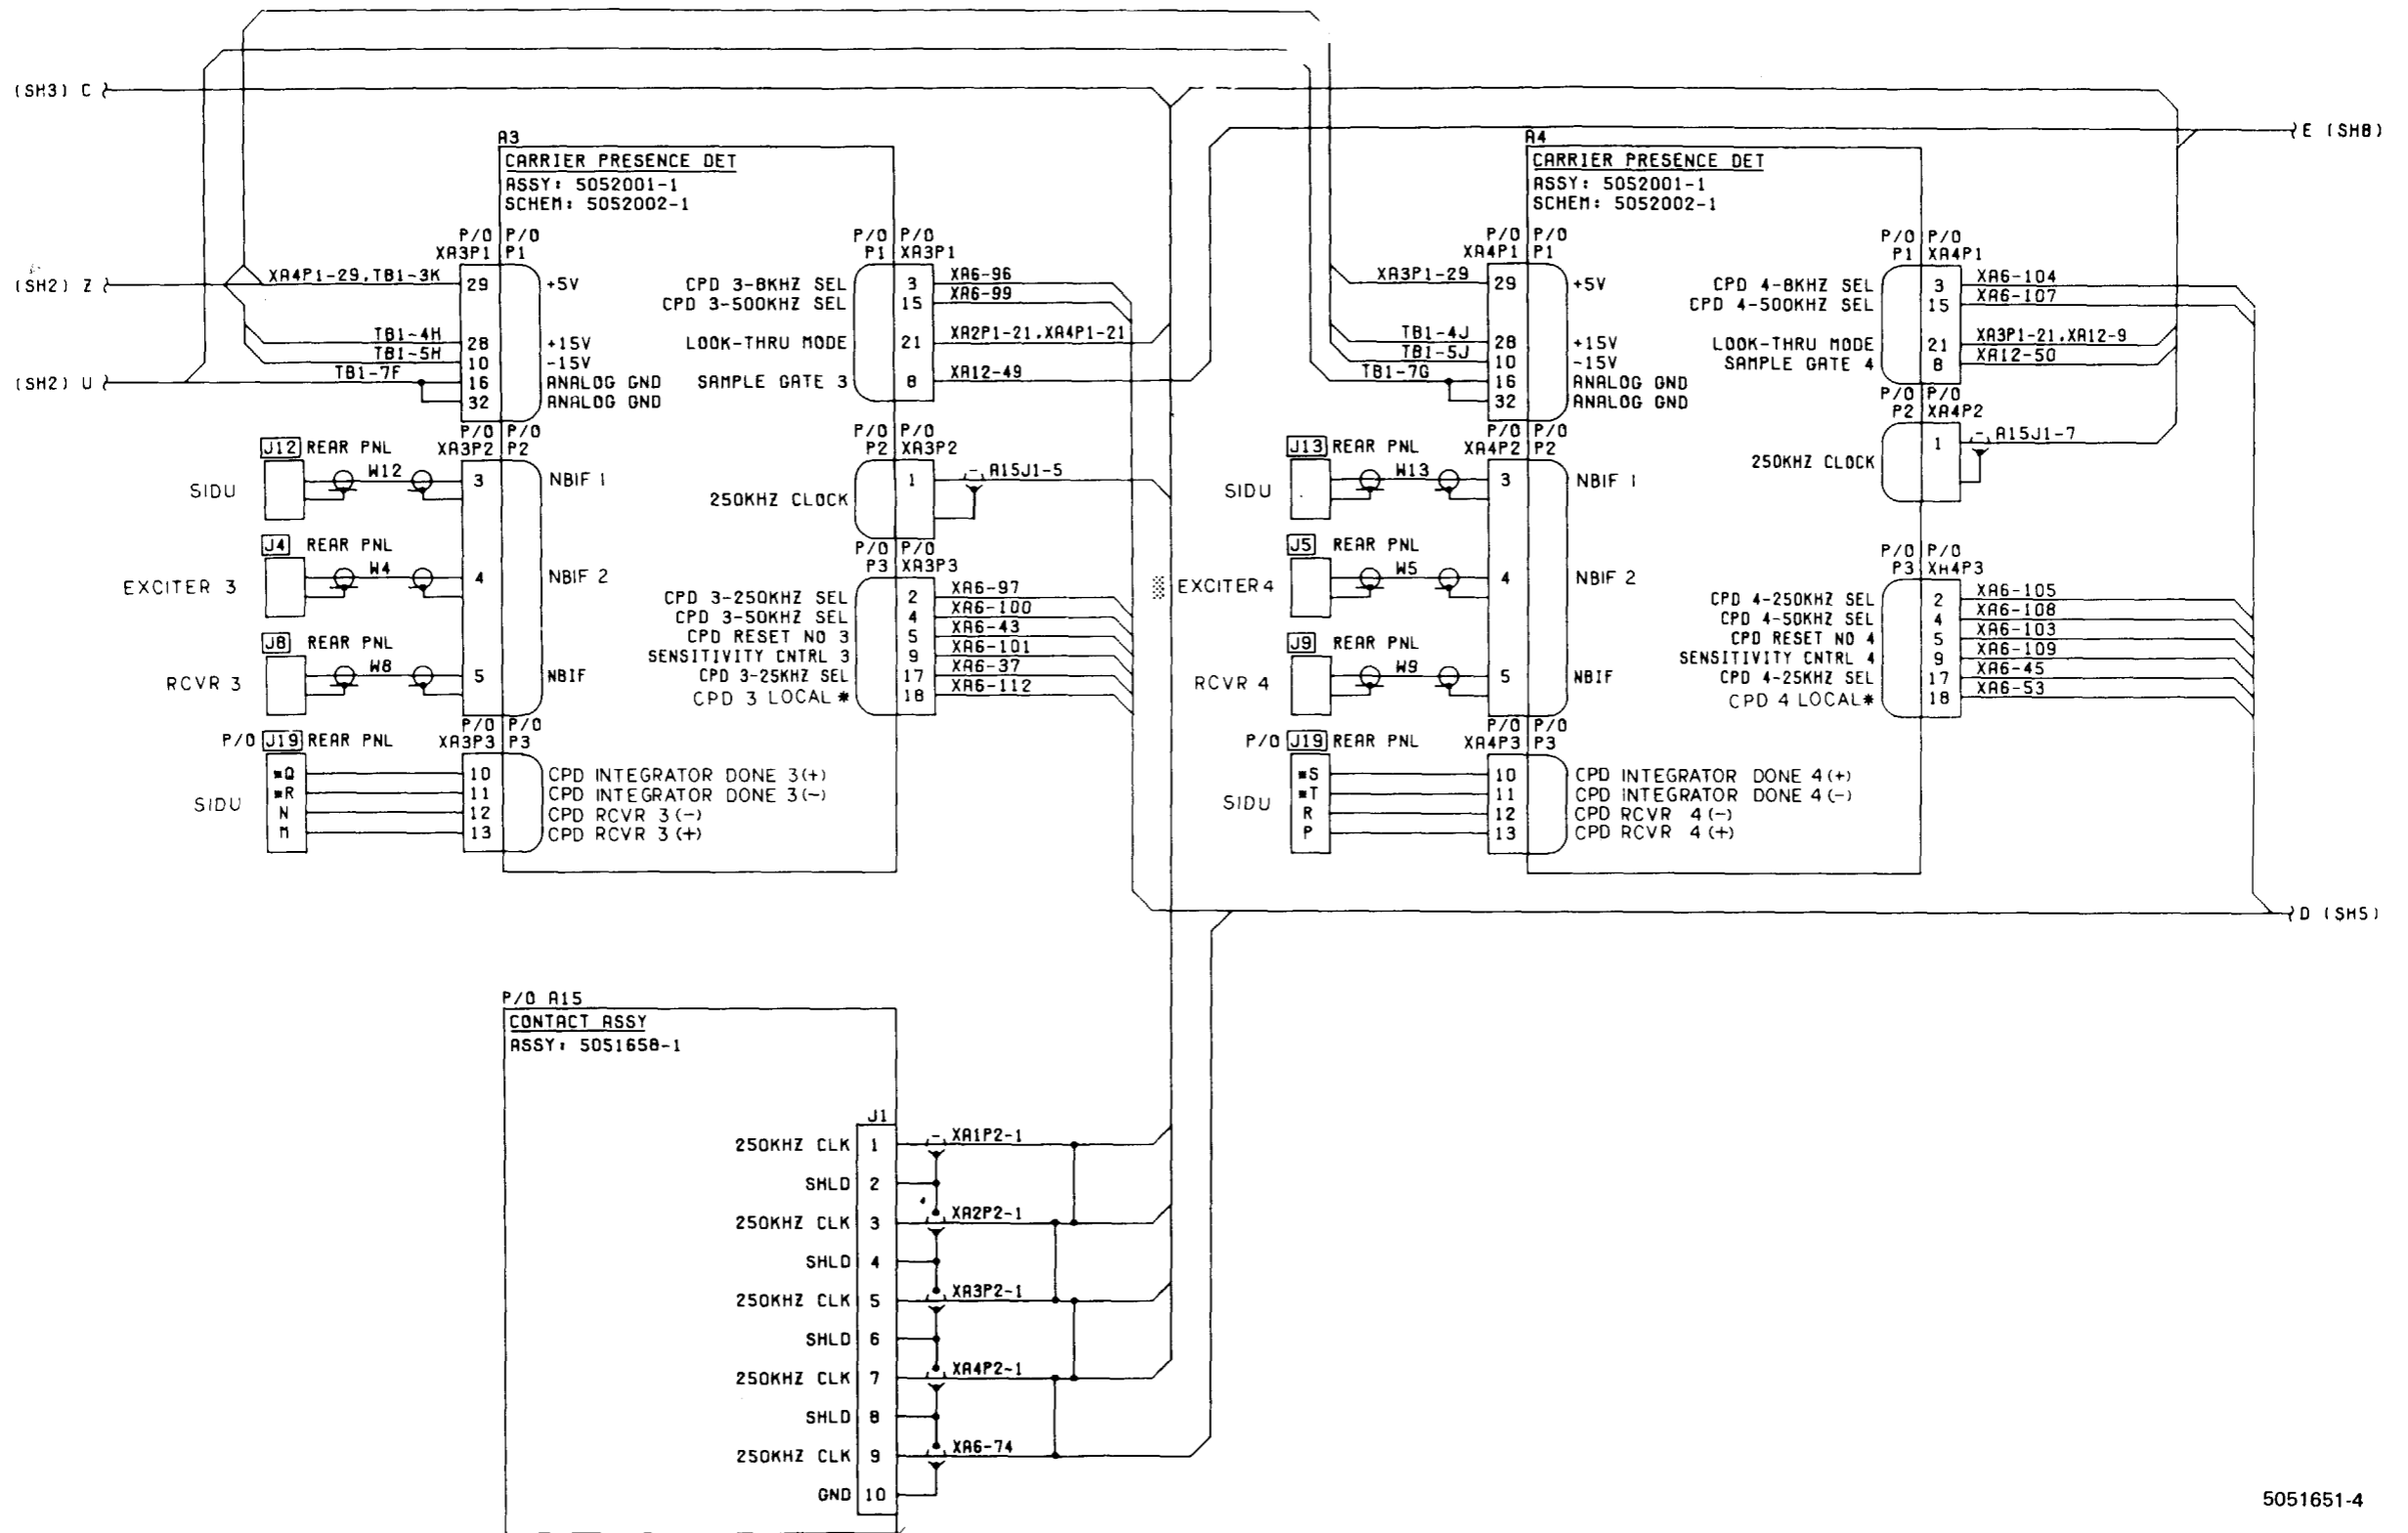 (SH3) C
(SH2) Z
(SH2) U
E (SH8)
D (SH5)
A3
CARRIER PRESENCE DET
ASSY: 5052001-1
SCHEM: 5052002-1
P/O P/O
XA3P1 P1
XA4P1-29,TB1-3K 29 +5V
TB1-4H 28 +15V
TB1-5H 10 -15V
TB1-7F 16 ANALOG GND
32 ANALOG GND
P/O P/O
XA3P2 P2
J12 REAR PNL
SIDU W12 3 NBIF 1
J4 REAR PNL
EXCITER 3 W4 4 NBIF 2
J8 REAR PNL
RCVR 3 W8 5 NBIF
P/O P/O
P/O J19 REAR PNL XA3P3 P3
SIDU
*Q 10 CPD INTEGRATOR DONE 3(+)
*R 11 CPD INTEGRATOR DONE 3(-)
N 12 CPD RCVR 3(-)
M 13 CPD RCVR 3(+)
P/O P/O
P1 XA3P1
CPD 3-8KHZ SEL 3 XA6-96
CPD 3-500KHZ SEL 15 XA6-99
LOOK-THRU MODE 21 XA2P1-21,XA4P1-21
SAMPLE GATE 3 8 XA12-49
P/O P/O
P2 XA3P2
250KHZ CLOCK 1 A15J1-5
P/O P/O
P3 XA3P3
CPD 3-250KHZ SEL 2 XA6-97
CPD 3-50KHZ SEL 4 XA6-100
CPD RESET NO 3 5 XA6-43
SENSITIVITY CNTRL 3 9 XA6-101
CPD 3-25KHZ SEL 17 XA6-37
CPD 3 LOCAL* 18 XA6-112
A4
CARRIER PRESENCE DET
ASSY: 5052001-1
SCHEM: 5052002-1
P/O P/O
XA4P1 P1
XA3P1-29 29 +5V
TB1-4J 28 +15V
TB1-5J 10 -15V
TB1-7G 16 ANALOG GND
32 ANALOG GND
P/O P/O
XA4P2 P2
J13 REAR PNL
SIDU W13 3 NBIF 1
J5 REAR PNL
EXCITER 4 W5 4 NBIF 2
J9 REAR PNL
RCVR 4 W9 5 NBIF
P/O P/O
P/O J19 REAR PNL XA4P3 P3
SIDU
*S 10 CPD INTEGRATOR DONE 4(+)
*T 11 CPD INTEGRATOR DONE 4(-)
R 12 CPD RCVR 4(-)
P 13 CPD RCVR 4(+)
P/O P/O
P1 XA4P1
CPD 4-8KHZ SEL 3 XA6-104
CPD 4-500KHZ SEL 15 XA6-107
LOOK-THRU MODE 21 XA3P1-21,XA12-9
SAMPLE GATE 4 8 XA12-50
P/O P/O
P2 XA4P2
250KHZ CLOCK 1 A15J1-7
P/O P/O
P3 XA4P3
CPD 4-250KHZ SEL 2 XA6-105
CPD 4-50KHZ SEL 4 XA6-108
CPD RESET NO 4 5 XA6-103
SENSITIVITY CNTRL 4 9 XA6-109
CPD 4-25KHZ SEL 17 XA6-45
CPD 4 LOCAL* 18 XA6-53
P/O A15
CONTACT ASSY
ASSY: 5051658-1
J1
250KHZ CLK 1 XA1P2-1
SHLD 2
250KHZ CLK 3 XA2P2-1
SHLD 4
250KHZ CLK 5 XA3P2-1
SHLD 6
250KHZ CLK 7 XA4P2-1
SHLD 8
250KHZ CLK 9 XA6-74
GND 10
5051651-4